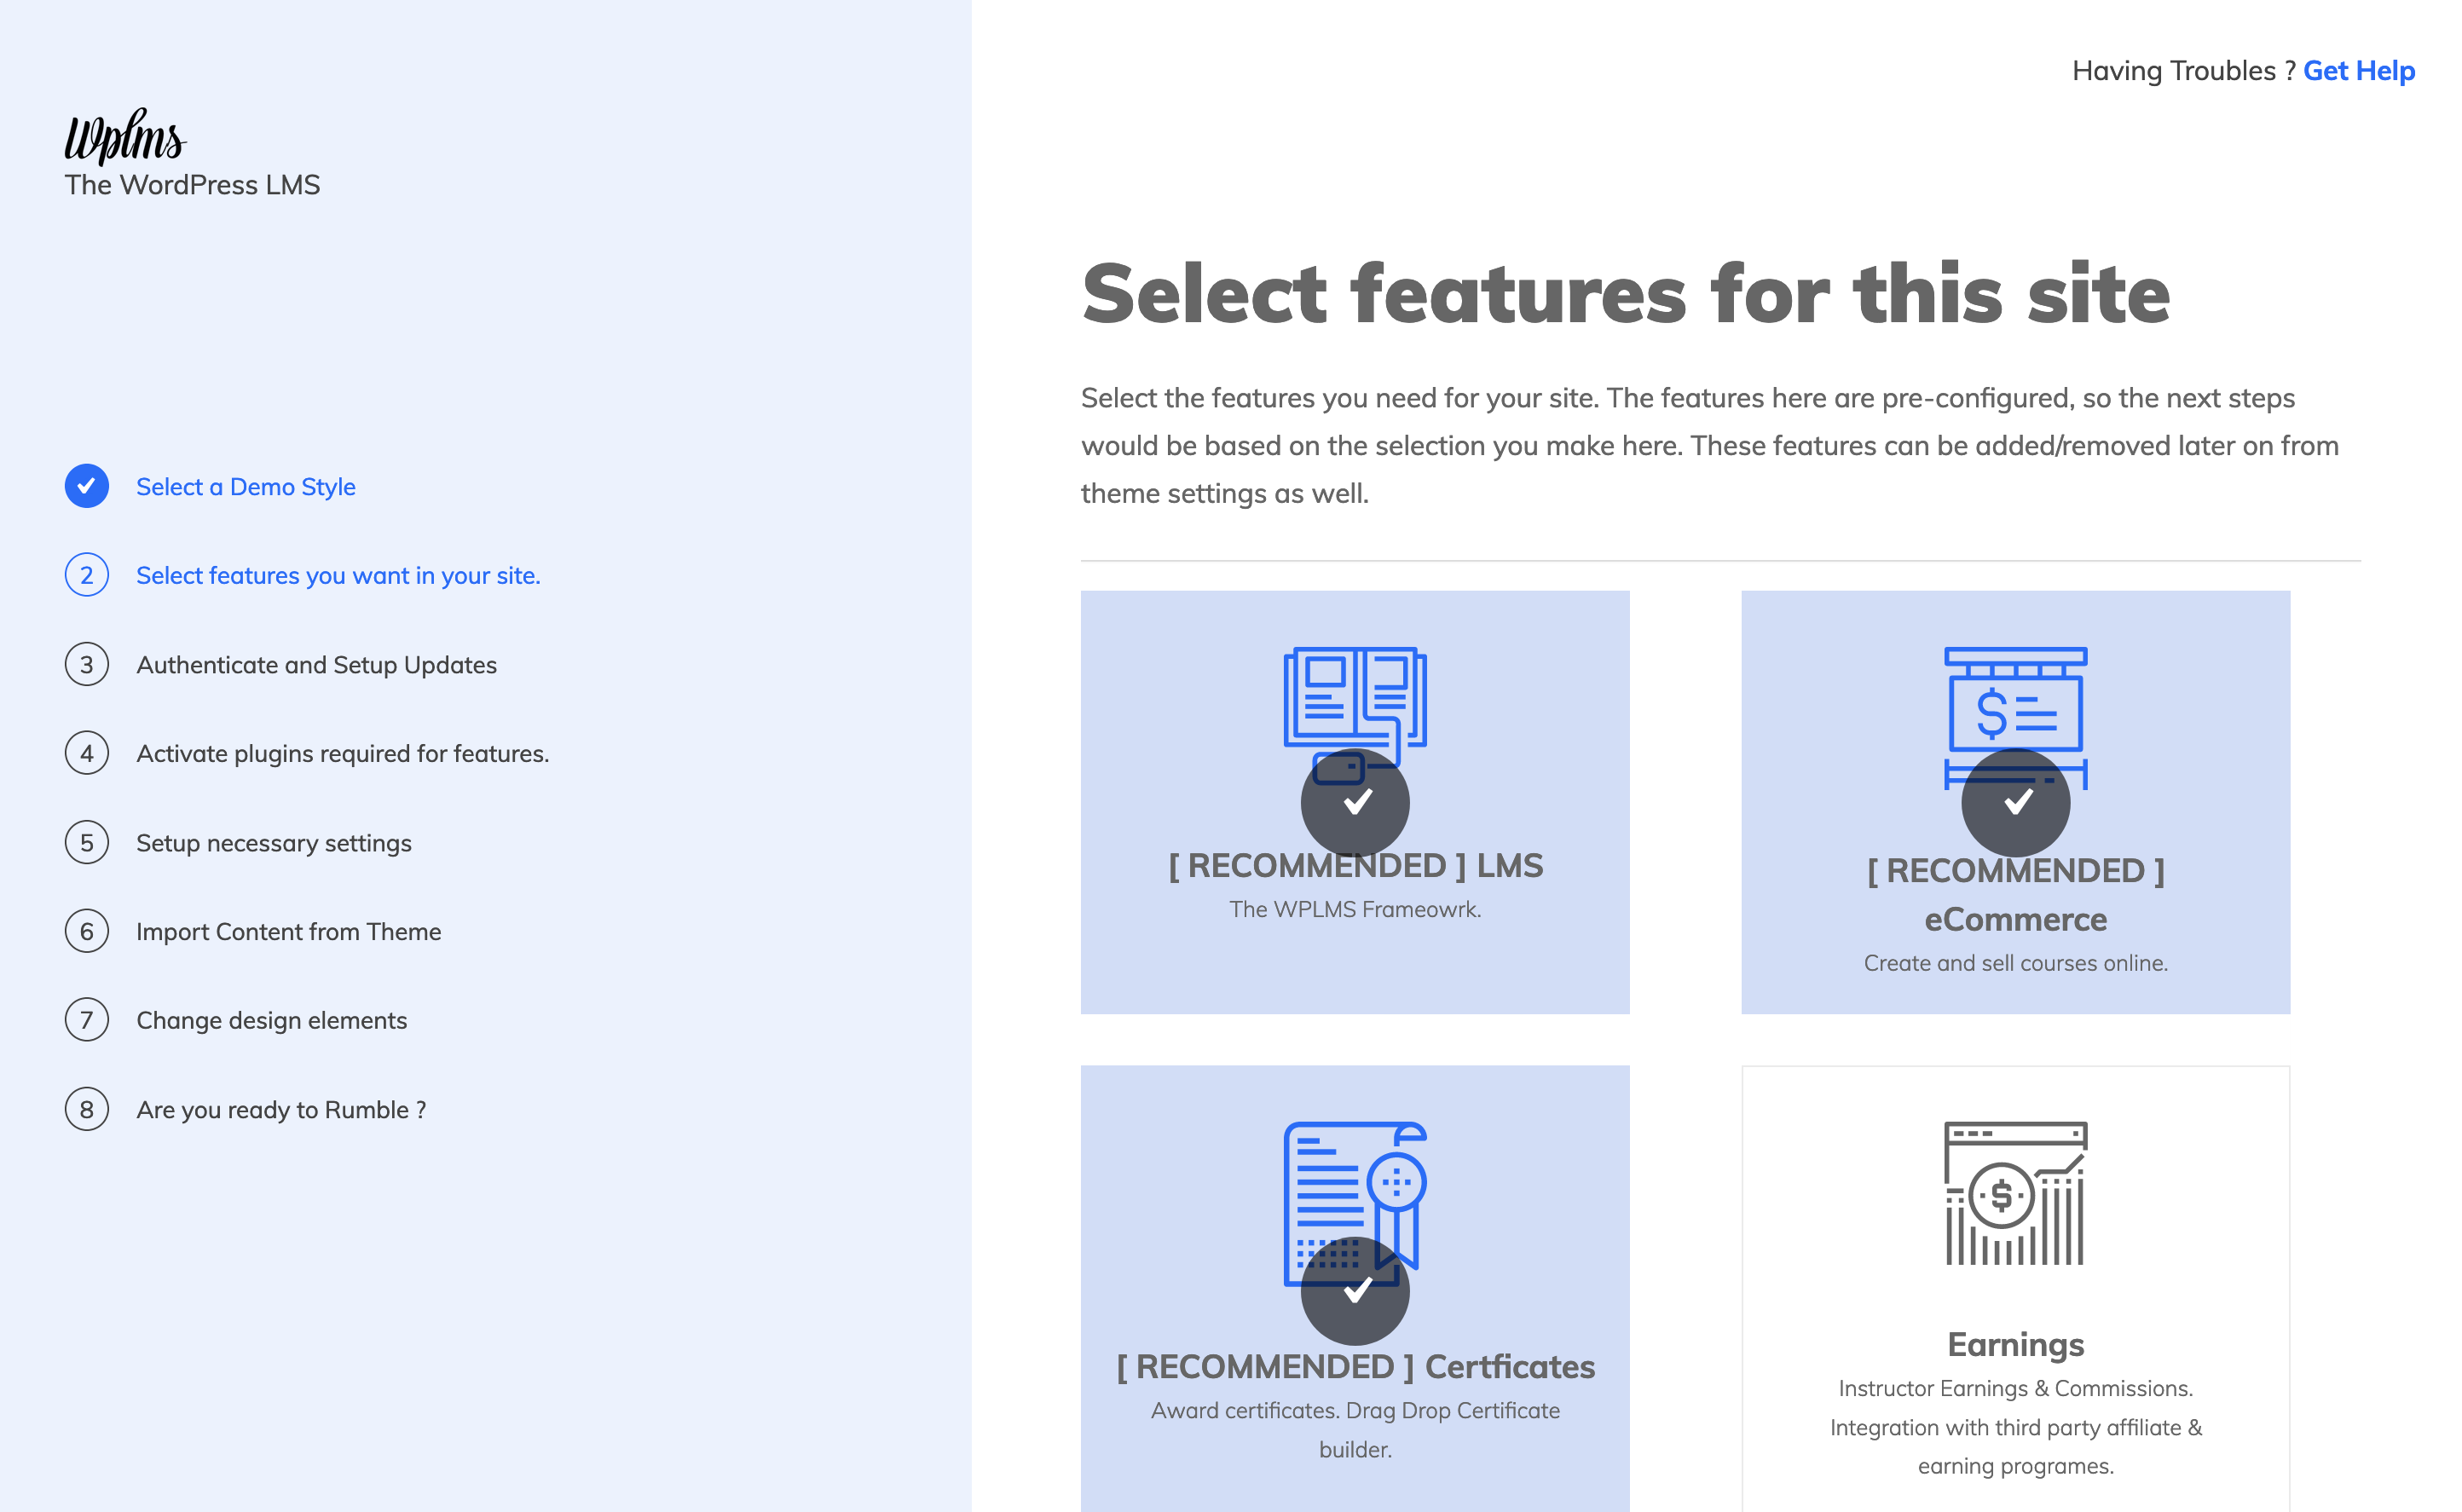 Having Troubles ? Get Help
Wplms
The WordPress LMS
Select a Demo Style
2 Select features you want in your site.
3 Authenticate and Setup Updates
4 Activate plugins required for features.
5 Setup necessary settings
6 Import Content from Theme
7 Change design elements
8 Are you ready to Rumble ?
Select features for this site
Select the features you need for your site. The features here are pre-configured, so the next steps
would be based on the selection you make here. These features can be added/removed later on from
theme settings as well.
[ RECOMMENDED ] LMS
The WPLMS Frameowrk.
$
[ RECOMMENDED ]
eCommerce
Create and sell courses online.
[ RECOMMENDED ] Certficates
Award certificates. Drag Drop Certificate
builder.
$
Earnings
Instructor Earnings & Commissions.
Integration with third party affiliate &
earning programes.